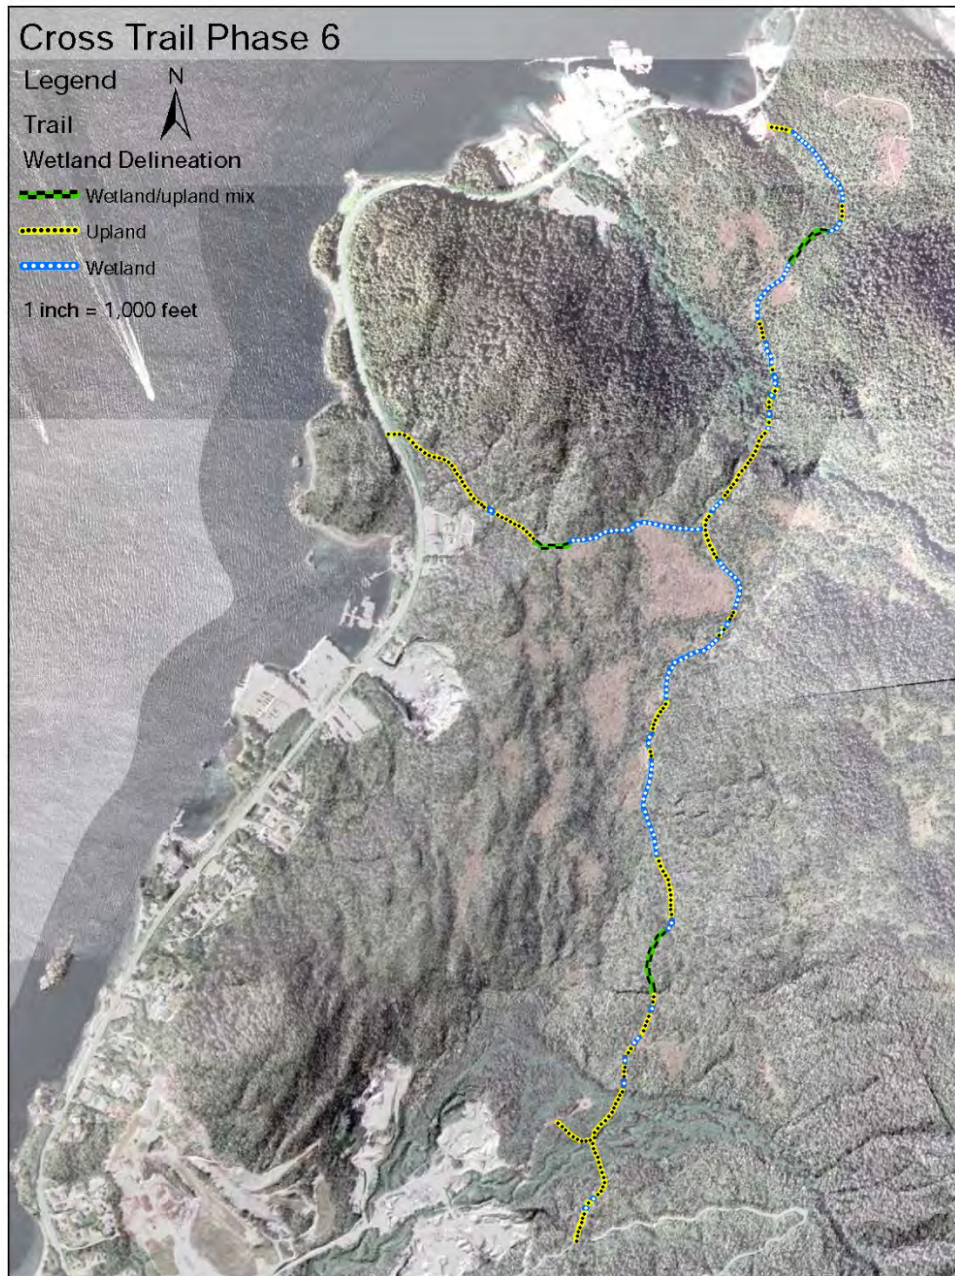 Cross Trail Phase 6
Legend
N
Trail
Wetland Delineation
Wetland/upland mix
Upland
Wetland
1 inch = 1,000 feet